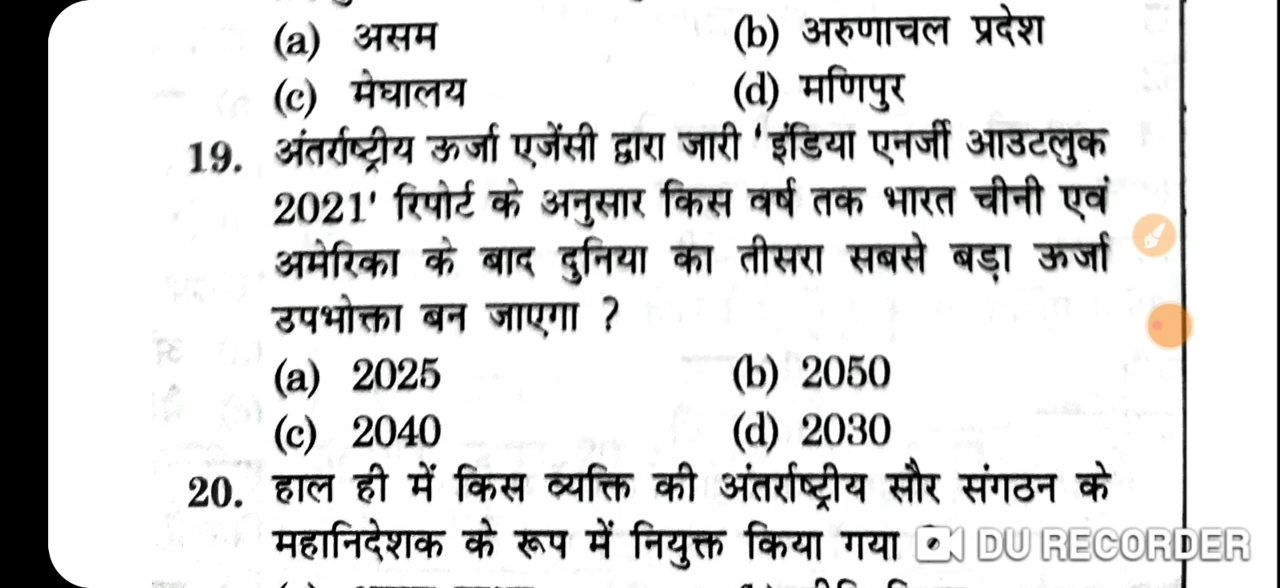 (a) असम (b) अरुणाचल प्रदेश
(c) मेघालय (d) मणिपुर
19. अंतर्राष्ट्रीय ऊर्जा एजेंसी द्वारा जारी 'इंडिया एनर्जी आउटलुक
2021' रिपोर्ट के अनुसार किस वर्ष तक भारत चीनी एवं
अमेरिका के बाद दुनिया का तीसरा सबसे बड़ा ऊर्जा
उपभोक्ता बन जाएगा ?
(a) 2025 (b) 2050
(c) 2040 (d) 2030
20. हाल ही में किस व्यक्ति की अंतर्राष्ट्रीय सौर संगठन के
महानिदेशक के रूप में नियुक्त किया गया
DU RECORDER